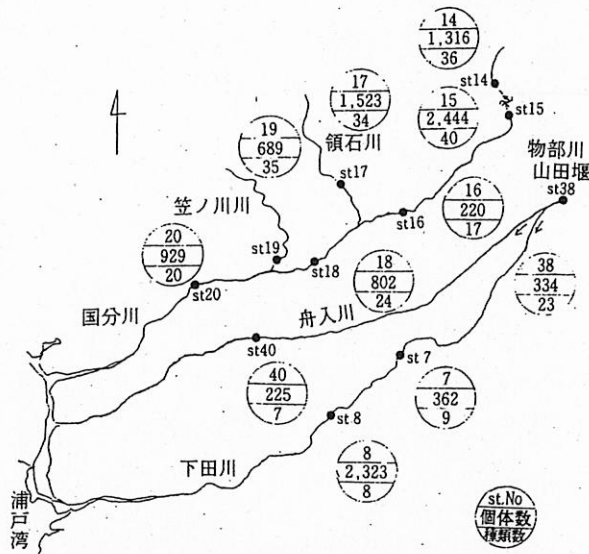 14
1,316
36
st14
17
1,523
34
15
2,444
40
st15
領石川
19
689
35
物部川
山田堰
st38
st17
16
220
17
笠ノ川川
st16
20
929
20
st19
st18
18
802
24
38
334
23
st20
国分川
舟入川
st40
st 7
40
225
7
7
362
9
st 8
8
2,323
8
下田川
浦戸湾
st.No
個体数
種類数